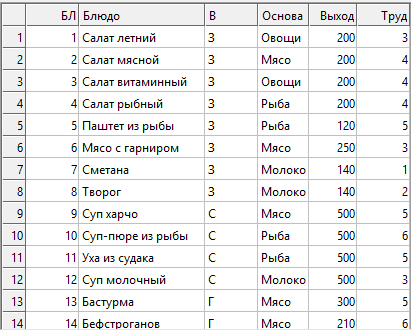 БЛ Блюдо В Основа Выход Труд
1 1 Салат летний З Овощи 200 3
2 2 Салат мясной З Мясо 200 4
3 3 Салат витаминный З Овощи 200 4
4 4 Салат рыбный З Рыба 200 4
5 5 Паштет из рыбы З Рыба 120 5
6 6 Мясо с гарниром З Мясо 250 3
7 7 Сметана З Молоко 140 1
8 8 Творог З Молоко 140 2
9 9 Суп харчо С Мясо 500 5
10 10 Суп-пюре из рыбы С Рыба 500 6
11 11 Уха из судака С Рыба 500 5
12 12 Суп молочный С Молоко 500 3
13 13 Бастурма Г Мясо 300 5
14 14 Бефстроганов Г Мясо 210 6